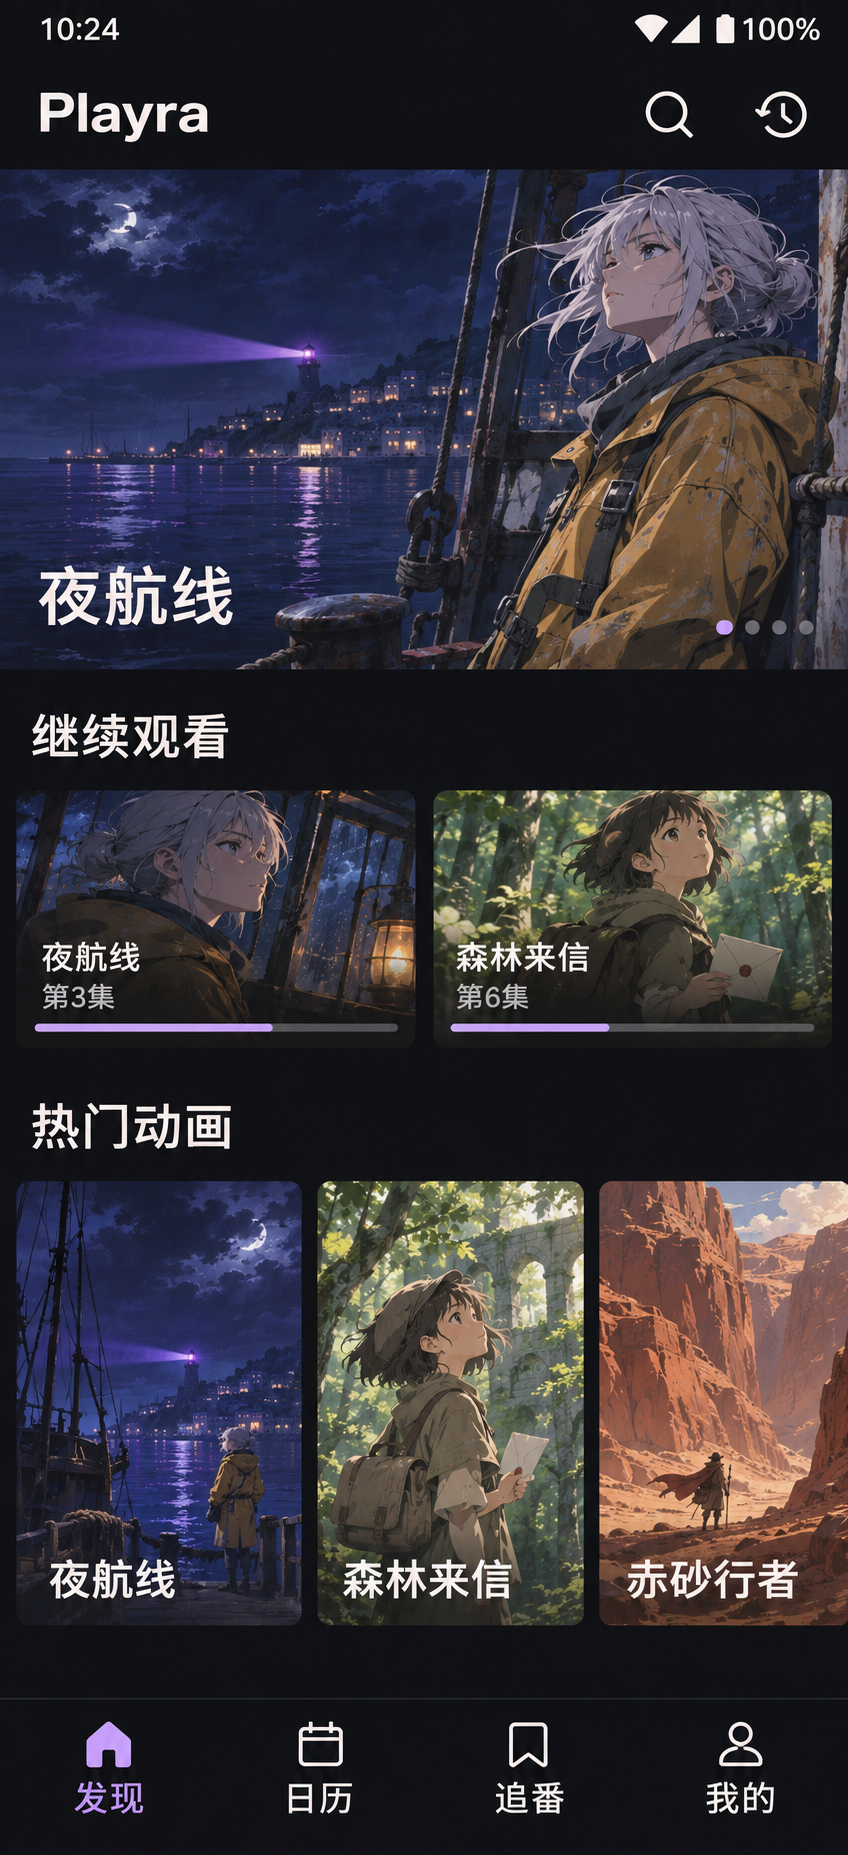 10:24
100%
Playra
夜航线
继续观看
夜航线
第3集
森林来信
第6集
热门动画
夜航线
森林来信
赤砂行者
发现
日历
追番
我的